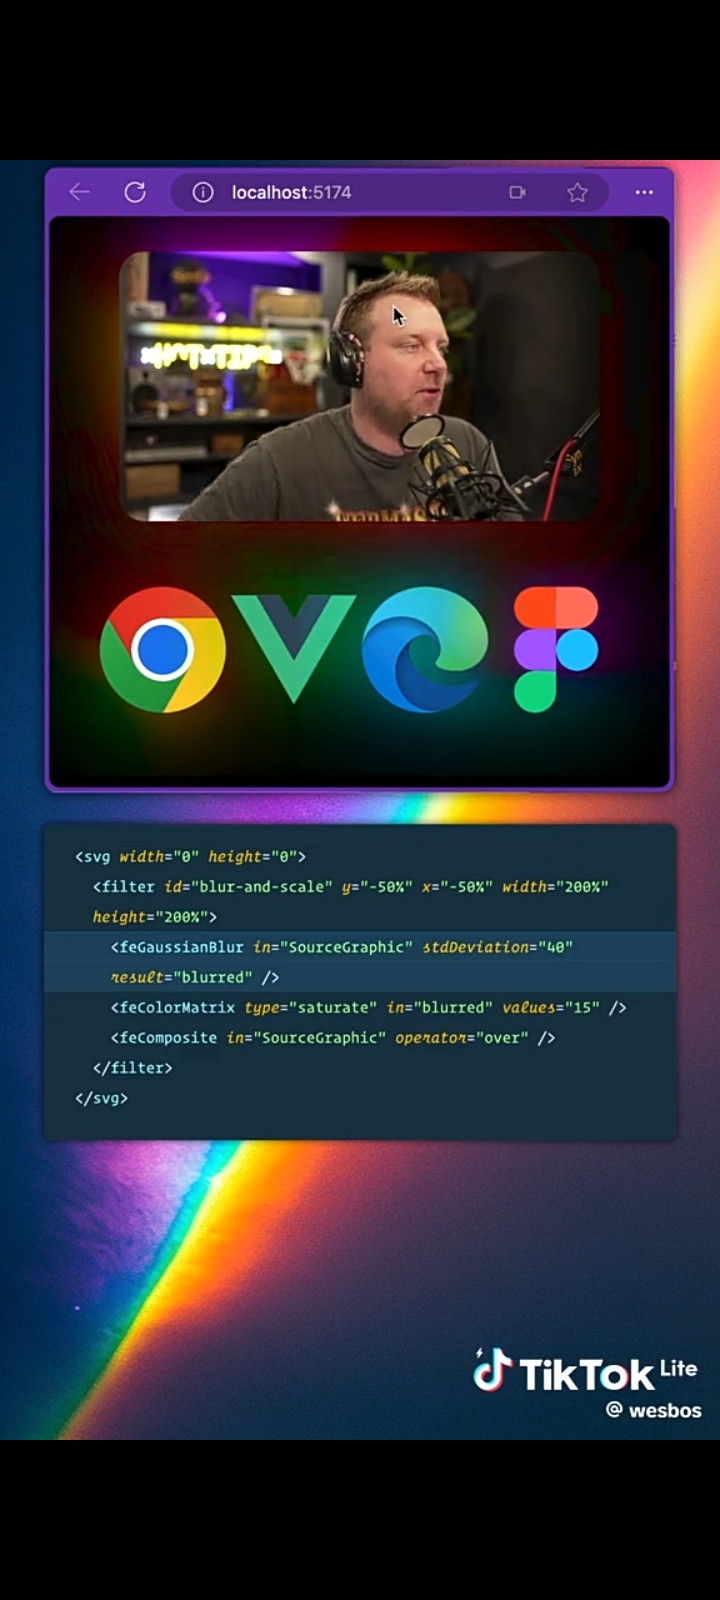 localhost:5174
<svg width="0" height="0">
<filter id="blur-and-scale" y="-50%" x="-50%" width="200%"
height="200%">
<feGaussianBlur in="SourceGraphic" stdDeviation="40"
result="blurred" />
<feColorMatrix type="saturate" in="blurred" values="15" />
<feComposite in="SourceGraphic" operator="over" />
</filter>
</svg>
TikTok Lite
@ wesbos